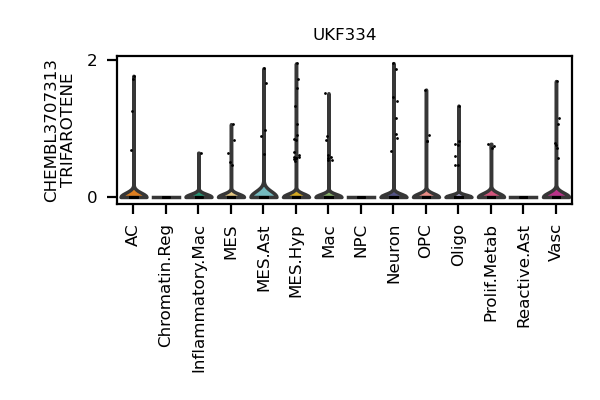 UKF334
CHEMBL3707313
TRIFAROTENE
2
0
AC
Chromatin.Reg
Inflammatory.Mac
MES
MES.Ast
MES.Hyp
Mac
NPC
Neuron
OPC
Oligo
Prolif.Metab
Reactive.Ast
Vasc